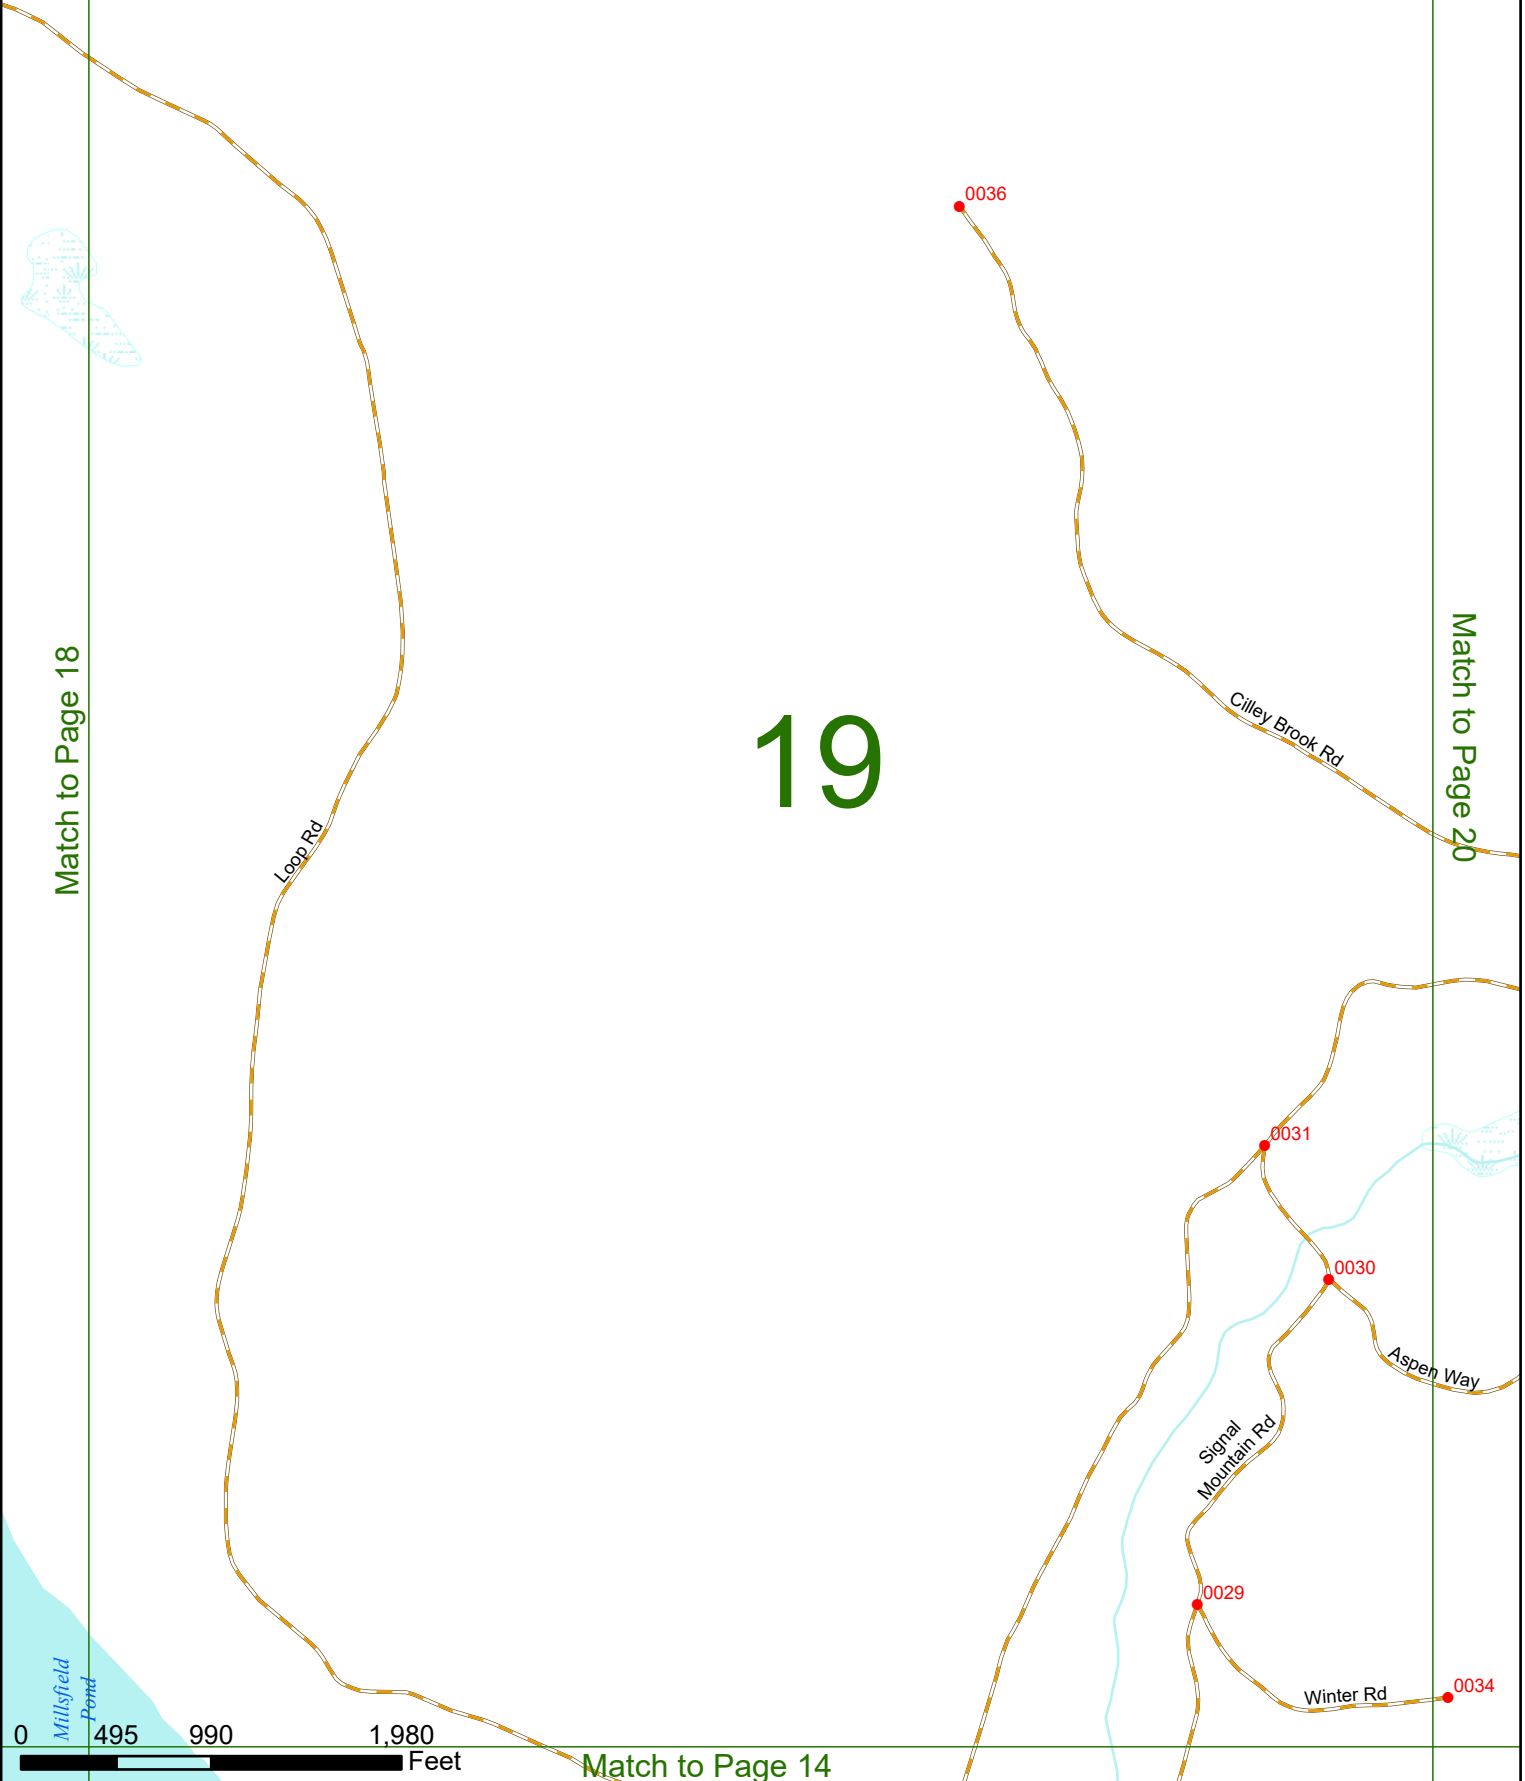 0036
Match to Page 18
Match to Page 20
Cilley Brook Rd
19
Loop Rd
0031
0030
Aspen Way
Signal
Mountain Rd
0029
0034
Winter Rd
Millsfield
Pond
0 495 990 1,980
Feet
Match to Page 14